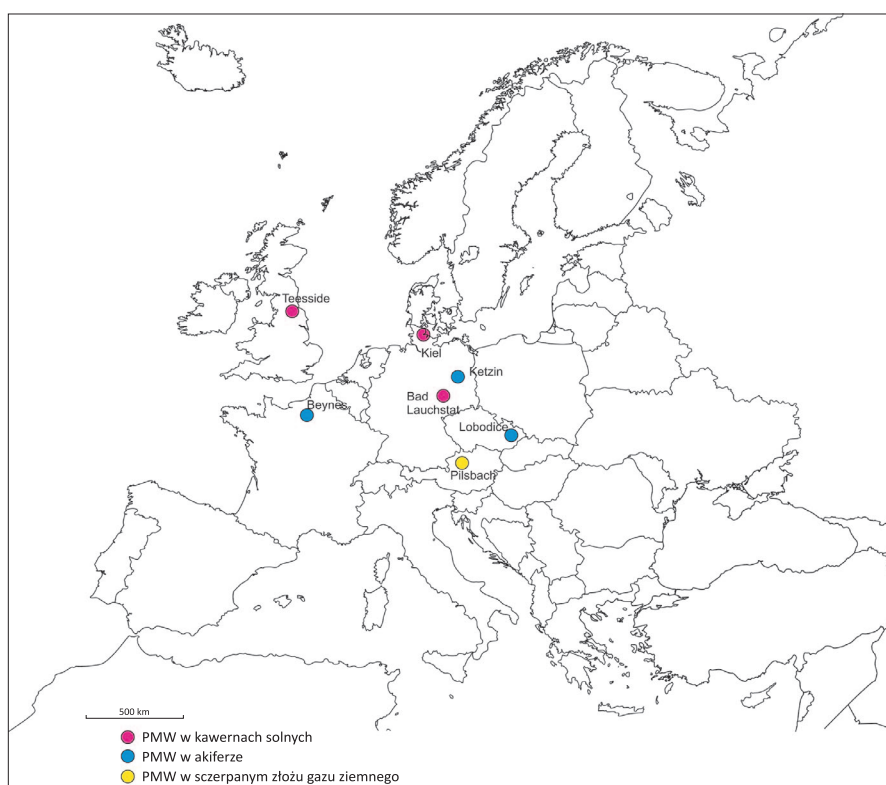 Teesside
Kiel
Ketzin
Bad
Lauchstat
Beynes
Lobodice
Pilsbach
500 km
PMW w kawernach solnych
PMW w akiferze
PMW w sczerpanym złożu gazu ziemnego